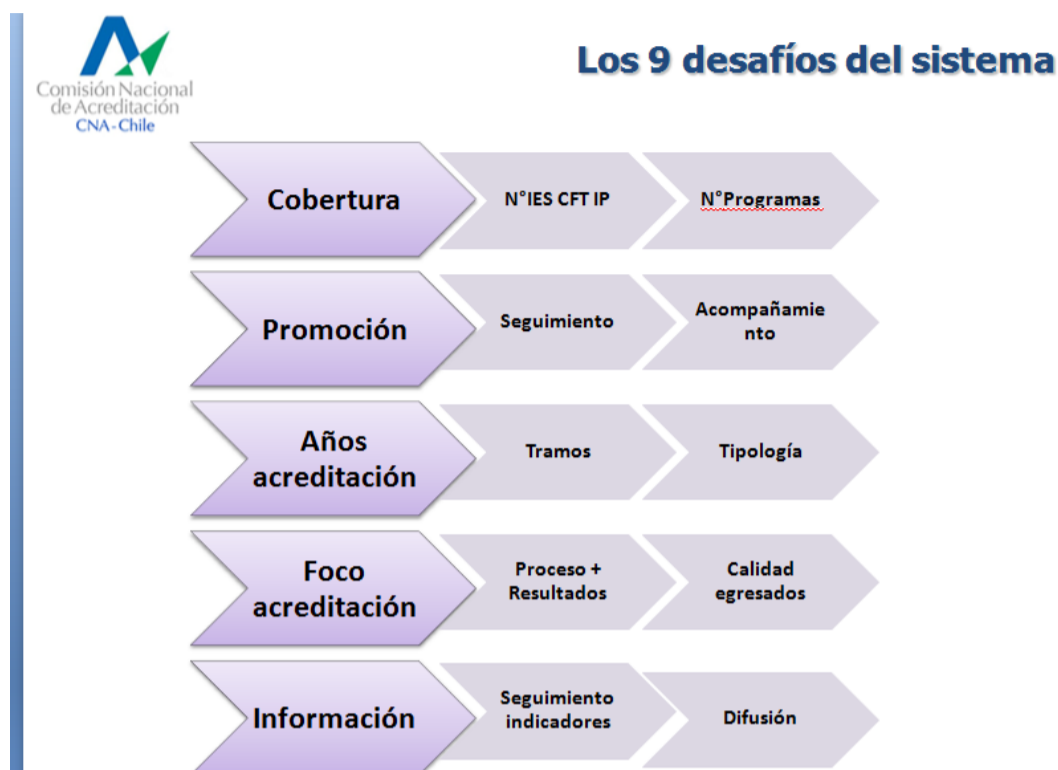 Comisión Nacional
de Acreditación
CNA-Chile
Los 9 desafíos del sistema
Cobertura
N°IES CFT IP
N°Programas
Promoción
Seguimiento
Acompañamie
nto
Años
acreditación
Tramos
Tipología
Foco
acreditación
Proceso +
Resultados
Calidad
egresados
Información
Seguimiento
indicadores
Difusión